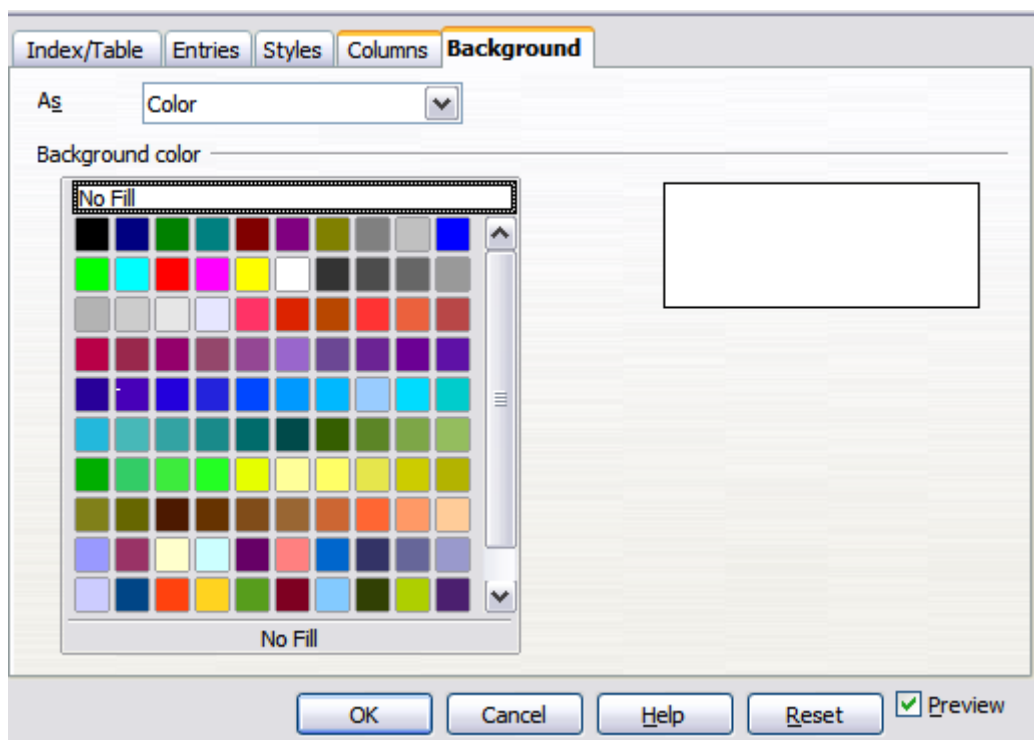 Index/Table Entries Styles Columns Background
As Color
Background color
No Fill
No Fill
OK Cancel Help Reset Preview